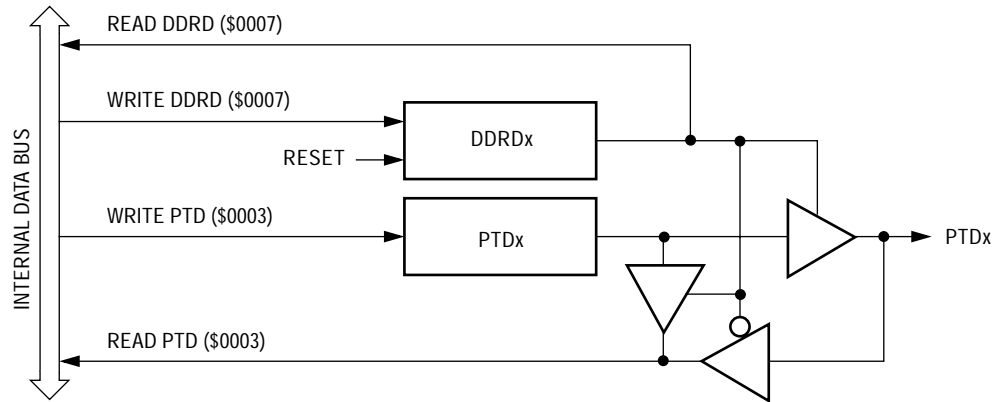 READ DDRD ($0007)
WRITE DDRD ($0007)
DDRDx
RESET
WRITE PTD ($0003)
PTDx
PTDx
READ PTD ($0003)
INTERNAL DATA BUS